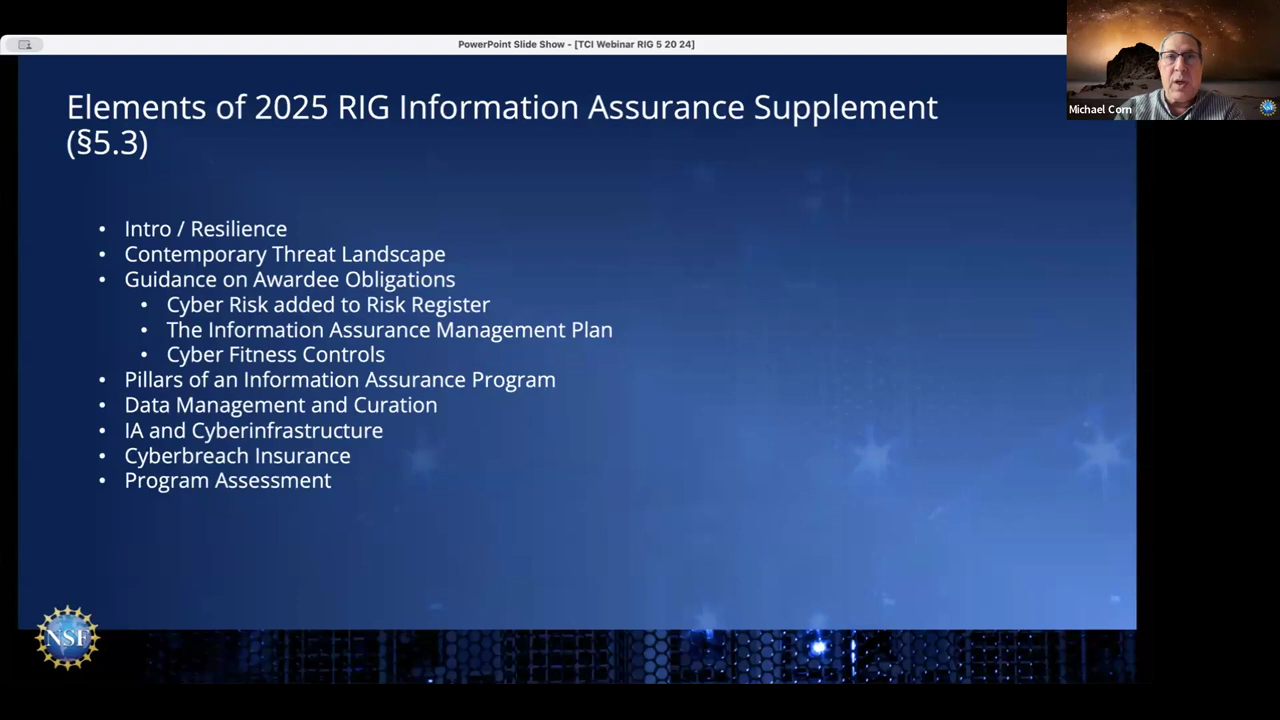 PowerPoint Slide Show - [TCI Webinar RIG 5 20 24]
Michael Corn
Elements of 2025 RIG Information Assurance Supplement
(§5.3)
• Intro / Resilience
• Contemporary Threat Landscape
• Guidance on Awardee Obligations
• Cyber Risk added to Risk Register
• The Information Assurance Management Plan
• Cyber Fitness Controls
• Pillars of an Information Assurance Program
• Data Management and Curation
• IA and Cyberinfrastructure
• Cyberbreach Insurance
• Program Assessment
NSF